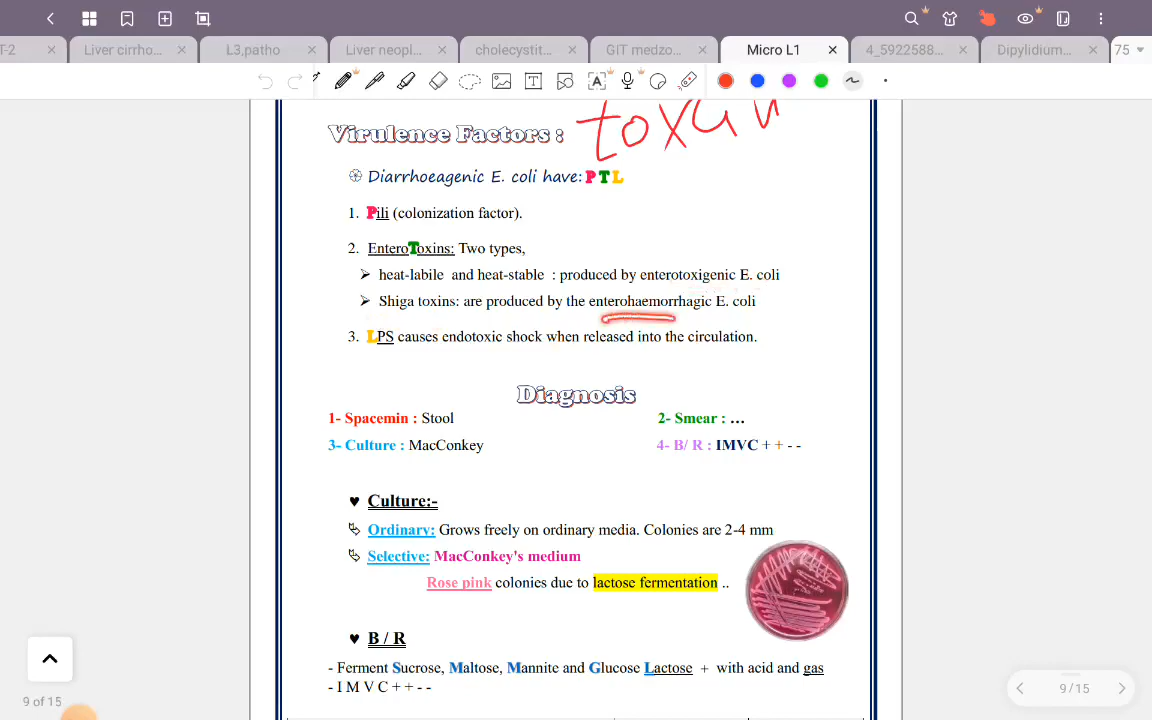 T-2
Liver cirrho...
L3,patho
Liver neopl...
cholecystit...
GIT medzo...
Micro L1
4_5922588...
Dipylidium...
75
Virulence Factors :
Diarrhoeagenic E. coli have: P T L
1. Pili (colonization factor).
2. EnteroToxins: Two types,
➢ heat-labile and heat-stable : produced by enterotoxigenic E. coli
➢ Shiga toxins: are produced by the enterohaemorrhagic E. coli
3. LPS causes endotoxic shock when released into the circulation.
Diagnosis
1- Spacemin : Stool
2- Smear : ...
3- Culture : MacConkey
4- B/ R : IMVC + + - -
♥ Culture:-
Ordinary: Grows freely on ordinary media. Colonies are 2-4 mm
Selective: MacConkey's medium
Rose pink colonies due to lactose fermentation ..
♥ B / R
- Ferment Sucrose, Maltose, Mannite and Glucose Lactose + with acid and gas
- I M V C + + - -
9 of 15
9/15